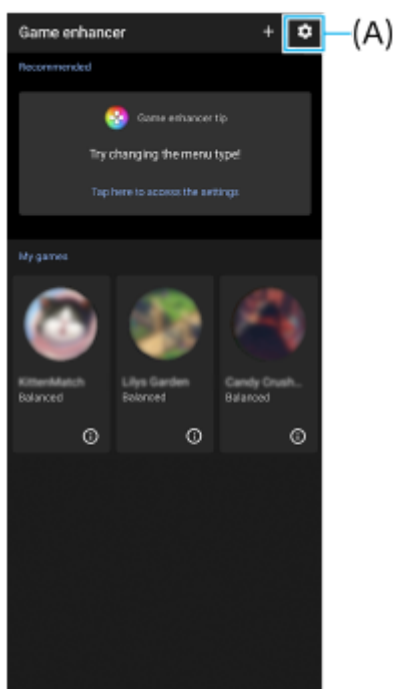 Game enhancer +
(A)
Recommended
Game enhancer tip
Try changing the menu type!
Tap here to access the settings
My games
KittenMatch
Lilys Garden
Candy Crush...
Balanced
Balanced
Balanced